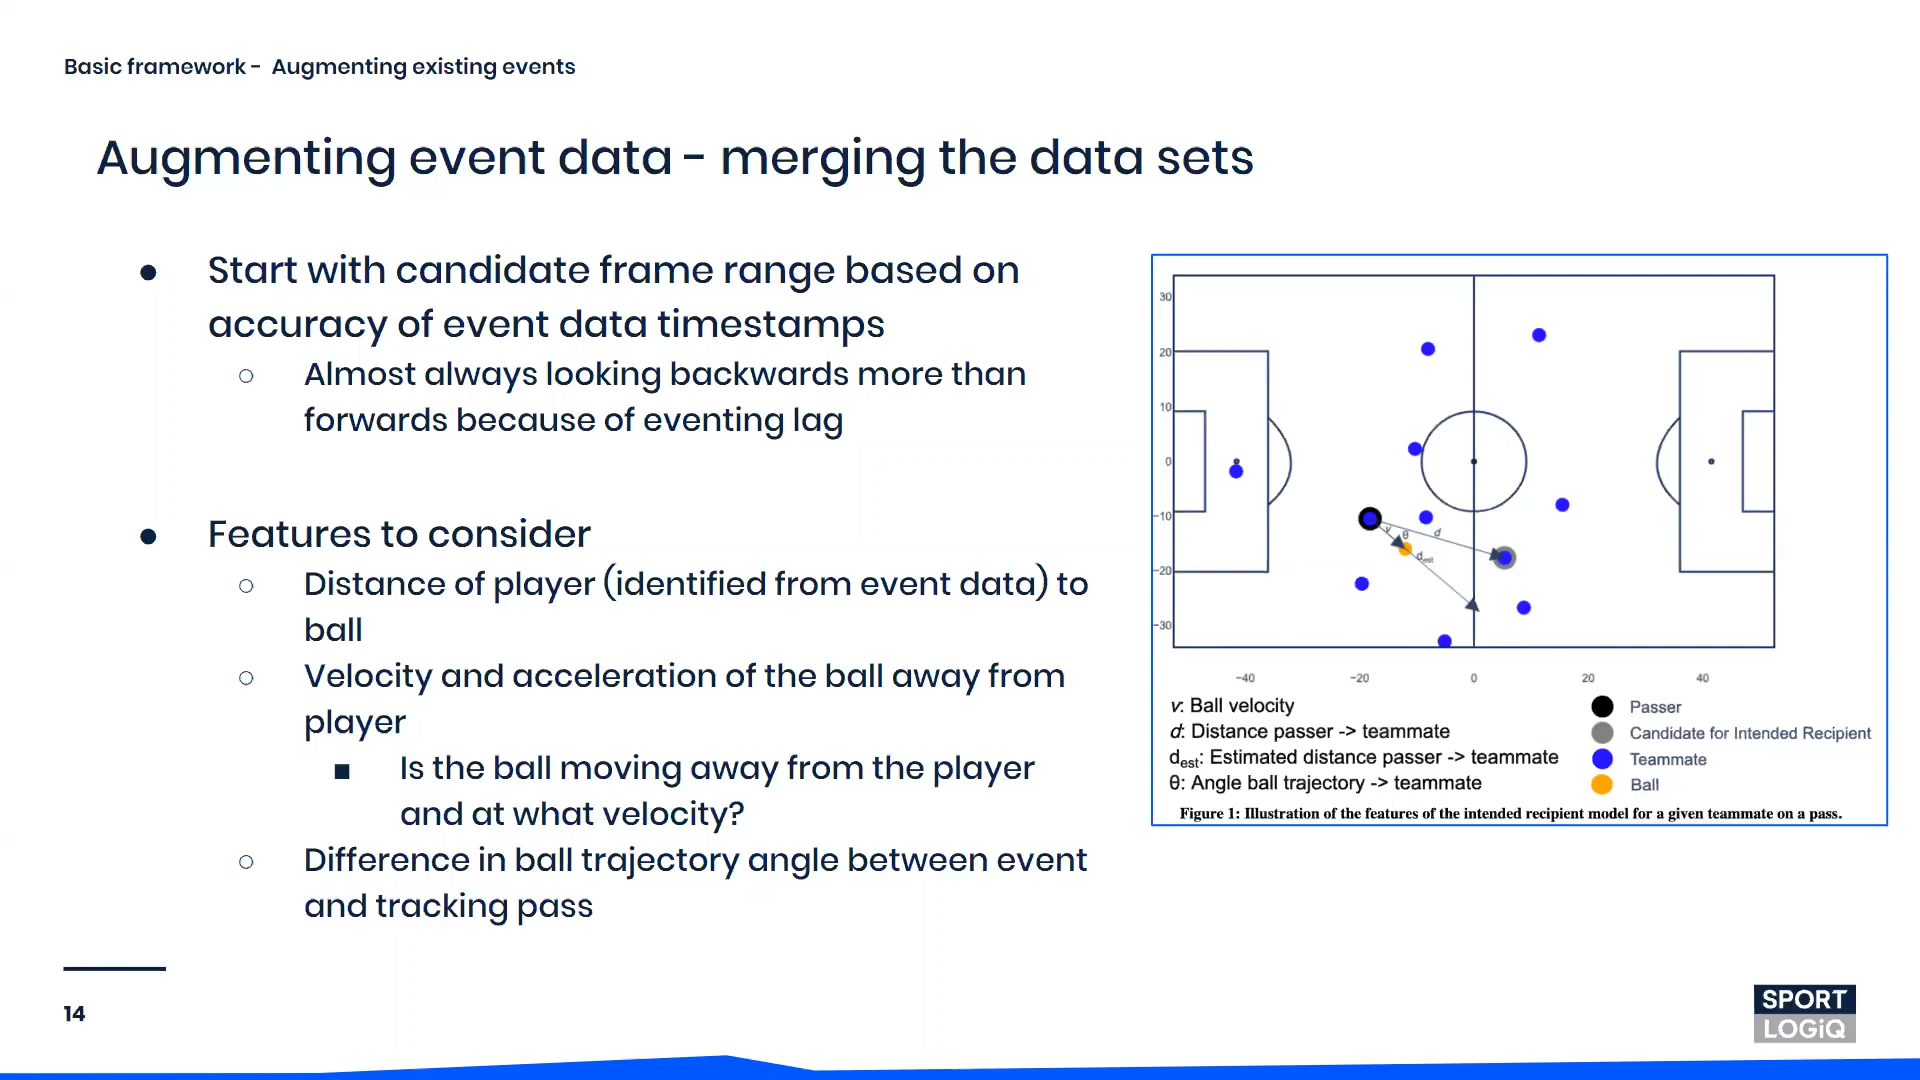 Basic framework - Augmenting existing events
Augmenting event data - merging the data sets
● Start with candidate frame range based on
accuracy of event data timestamps
○ Almost always looking backwards more than
forwards because of eventing lag
● Features to consider
○ Distance of player (identified from event data) to
ball
○ Velocity and acceleration of the ball away from
player
■ Is the ball moving away from the player
and at what velocity?
○ Difference in ball trajectory angle between event
and tracking pass
30
20
10
0
−10
−20
−30
v θ d
dest
−40 −20 0 20 40
v: Ball velocity
d: Distance passer -> teammate
dest: Estimated distance passer -> teammate
θ: Angle ball trajectory -> teammate
Passer
Candidate for Intended Recipient
Teammate
Ball
Figure 1: Illustration of the features of the intended recipient model for a given teammate on a pass.
14
SPORT
LOGiQ